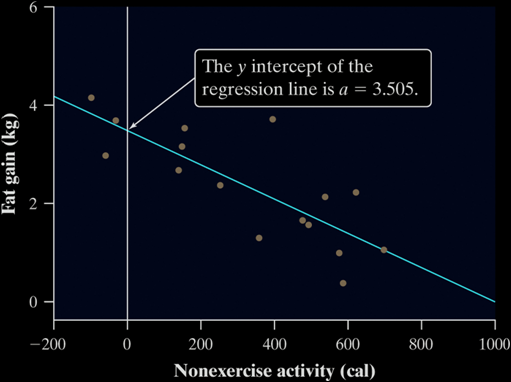 6
The y intercept of the
regression line is a = 3.505.
4
Fat gain (kg)
2
0
−200 0 200 400 600 800 1000
Nonexercise activity (cal)